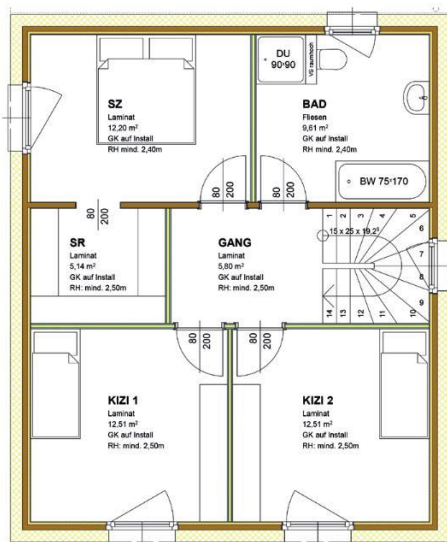 SZ
Laminat
12,20 m²
GK auf Install
RH mind. 2,40m
DU
90·90
VS raumhoch
BAD
Fliesen
9,61 m²
GK auf Install
RH mind. 2,40m
BW 75·170
80
200
80
200
80
200
SR
Laminat
5,14 m²
GK auf Install
RH: mind. 2,50m
GANG
Laminat
5,80 m²
GK auf Install
RH: mind. 2,50m
1 2 3 4 5
6
15 x 25 x 19,2⁵
7
8
9
14 13 12 11 10
80
200
80
200
KIZI 1
Laminat
12,51 m²
GK auf Install
RH: mind. 2,50m
KIZI 2
Laminat
12,51 m²
GK auf Install
RH: mind. 2,50m